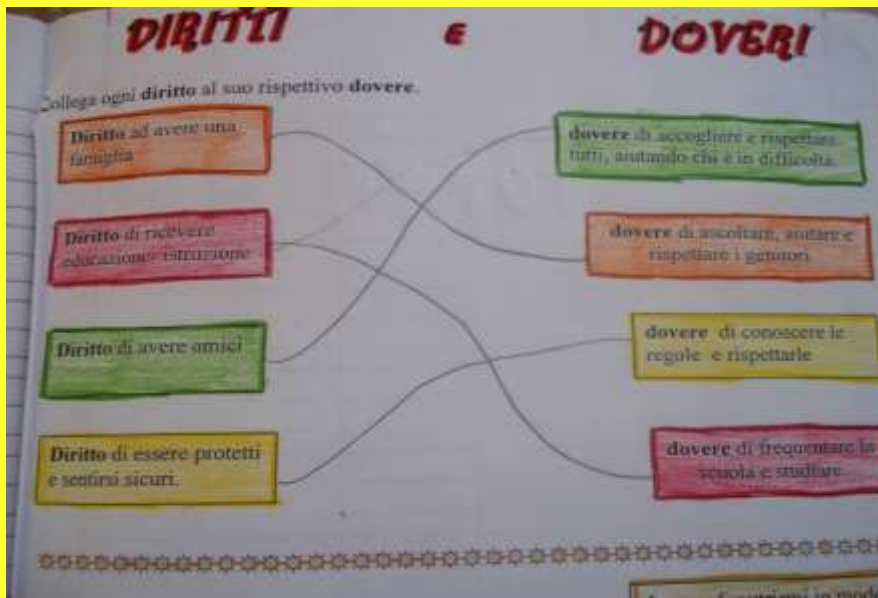 DIRITTI E DOVERI
Collega ogni diritto al suo rispettivo dovere.
Diritto ad avere una
famiglia
Diritto di ricevere
educazione e istruzione
Diritto di avere amici
Diritto di essere protetti
e sentirsi sicuri.
dovere di accogliere e rispettare
tutti, aiutando chi è in difficoltà.
dovere di ascoltare, aiutare e
rispettare i genitori.
dovere di conoscere le
regole e rispettarle
dovere di frequentare la
scuola e studiare.
in mode